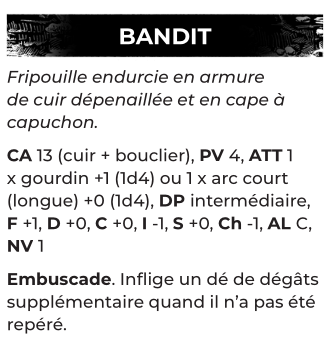 BANDIT
Fripouille endurcie en armure
de cuir dépenaillée et en cape à
capuchon.
CA 13 (cuir + bouclier), PV 4, ATT 1
x gourdin +1 (1d4) ou 1 x arc court
(longue) +0 (1d4), DP intermédiaire,
F +1, D +0, C +0, I -1, S +0, Ch -1, AL C,
NV 1
Embuscade. Inflige un dé de dégâts
supplémentaire quand il n'a pas été
repéré.